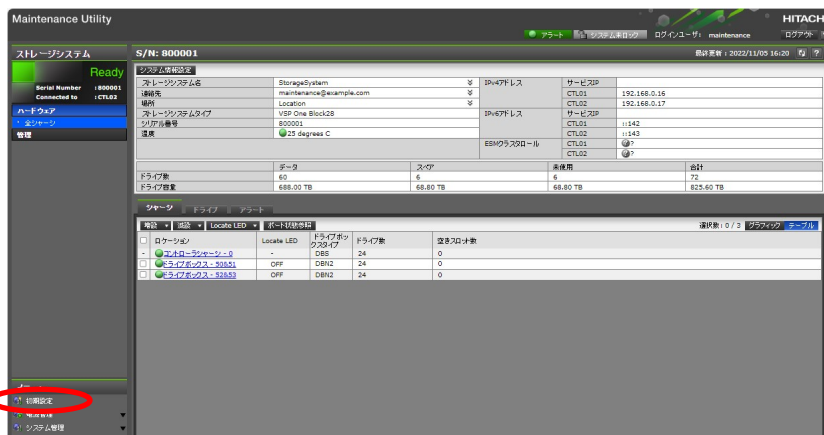 Maintenance Utility
HITACHI
アラート システム未ロック ログインユーザ: maintenance ログアウト
ストレージシステム
S/N: 800001
最終更新 : 2022/11/05 16:20
Ready
Serial Number : 800001
Connected to : CTL02
ハードウェア
全シャーシ
管理
システム情報設定
ストレージシステム名 StorageSystem
連絡先 maintenance@example.com
場所 Location
ストレージシステムタイプ VSP One Block28
シリアル番号 800001
温度 25 degrees C
IPv4アドレス サービスIP
CTL01 192.168.0.16
CTL02 192.168.0.17
IPv6アドレス サービスIP
CTL01 ::142
CTL02 ::143
ESMクラスタロール CTL01 ?
CTL02 ?
データ スペア 未使用 合計
ドライブ数 60 6 6 72
ドライブ容量 688.00 TB 68.80 TB 68.80 TB 825.60 TB
シャーシ ドライブ アラート
増設 減設 Locate LED ポート状態参照
選択数 : 0 / 3 グラフィック テーブル
ロケーション Locate LED ドライブボックスタイプ ドライブ数 空きスロット数
- コントローラシャーシ - 0 - DBS 24 0
ドライブボックス - 50&51 OFF DBN2 24 0
ドライブボックス - 52&53 OFF DBN2 24 0
初期設定
電源管理
システム管理